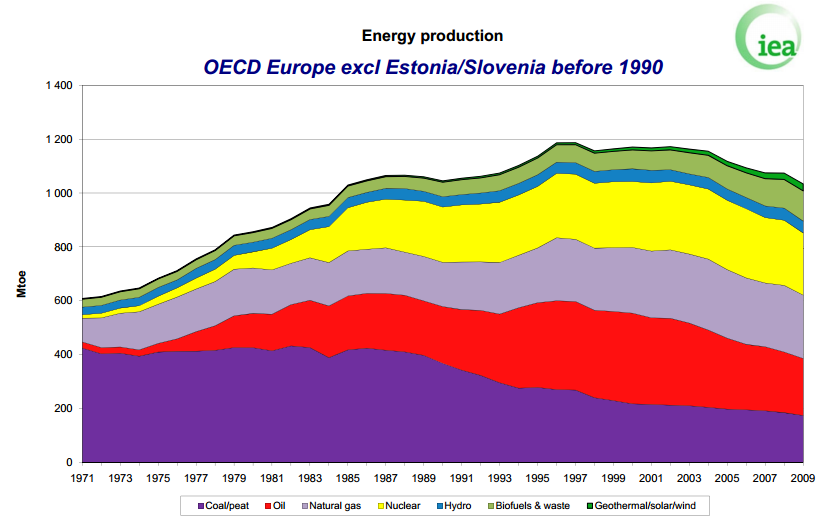 Energy production
iea
OECD Europe excl Estonia/Slovenia before 1990
1 400
1 200
1 000
800
600
400
200
0
Mtoe
1971 1973 1975 1977 1979 1981 1983 1985 1987 1989 1991 1993 1995 1997 1999 2001 2003 2005 2007 2009
Coal/peat Oil Natural gas Nuclear Hydro Biofuels & waste Geothermal/solar/wind